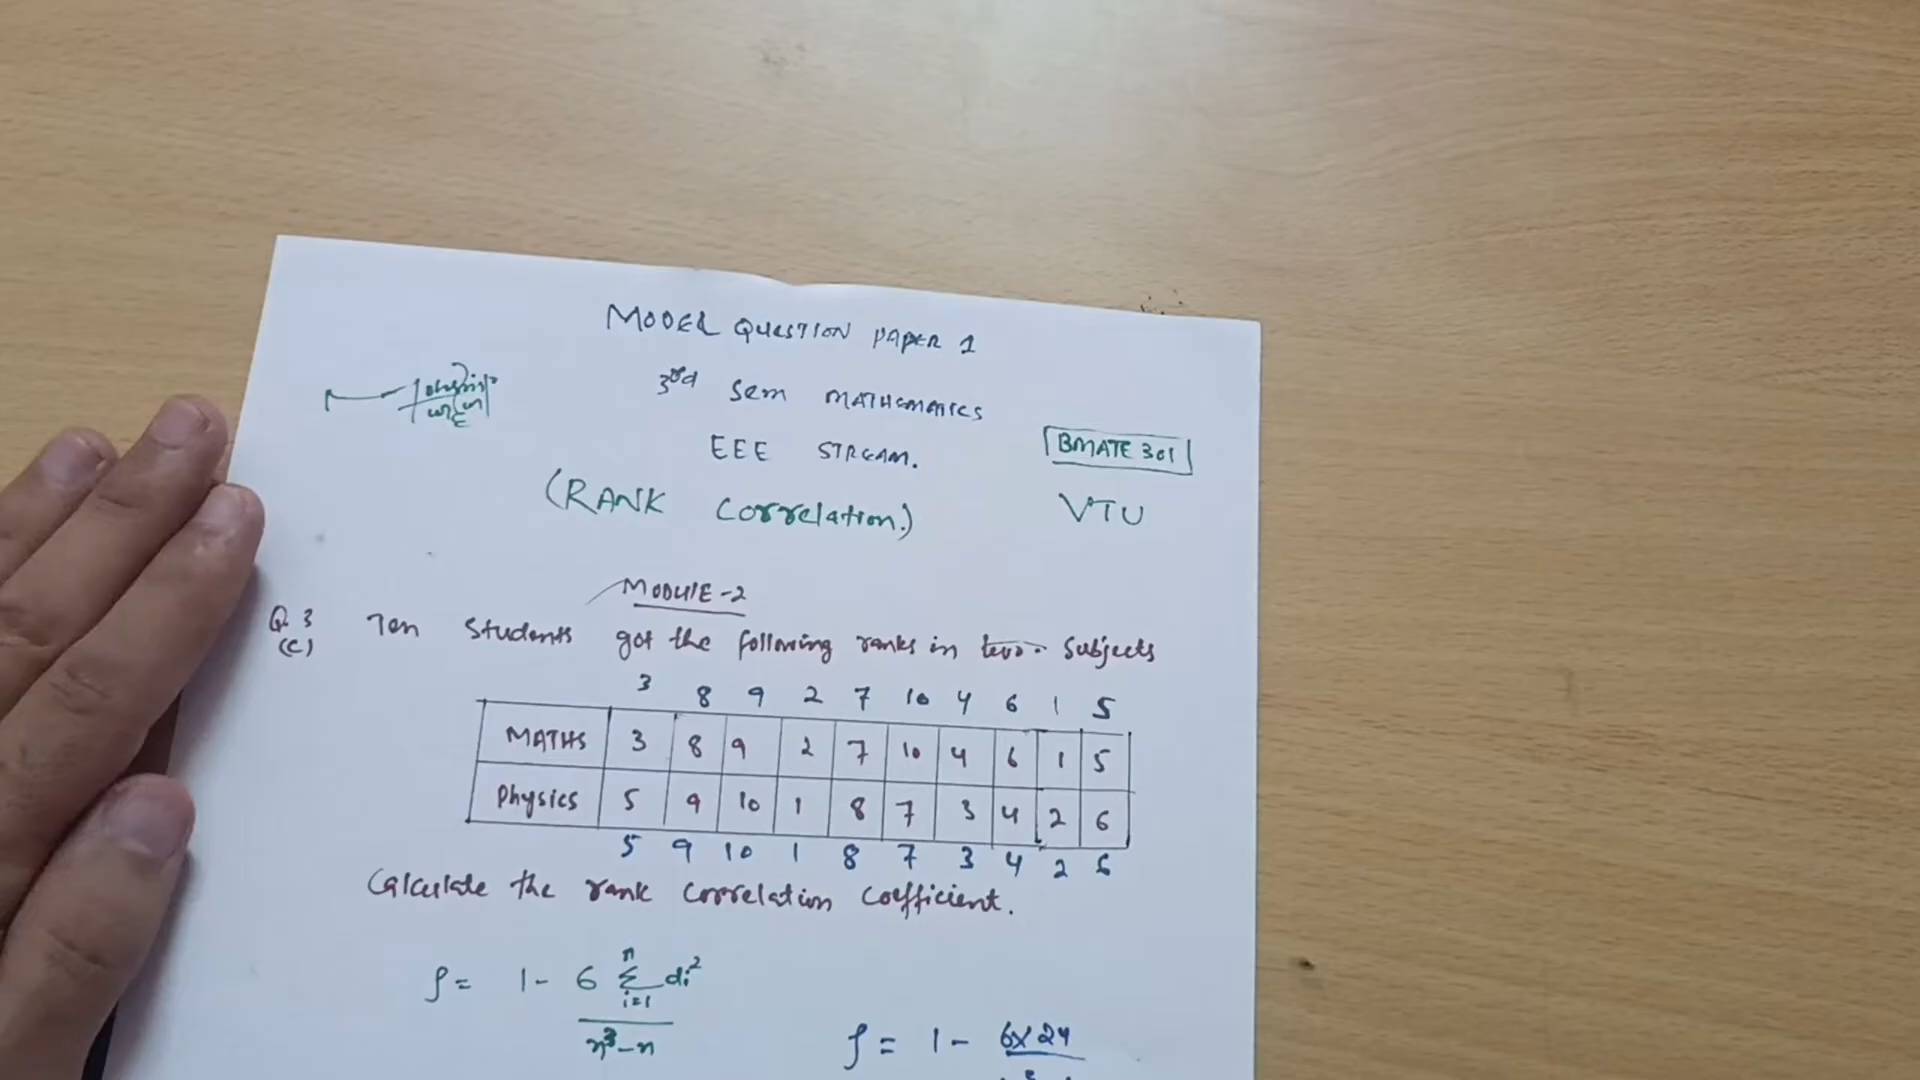 MODEL QUESTION PAPER 1
3rd Sem MATHEMATICS
EEE STREAM.
BMATE 301
(RANK Correlation.)
VTU
MODULE-2
Q.3 Ten Students got the following ranks in two Subjects
(c)
3 8 9 2 7 10 4 6 1 5
MATHS 3 8 9 2 7 10 4 6 1 5
Physics 5 9 10 1 8 7 3 4 2 6
5 9 10 1 8 7 3 4 2 6
Calculate the rank Correlation Coefficient.
ρ = 1 - 6 Σ di²
n
i=1
n³-n
ρ = 1 - 6×24